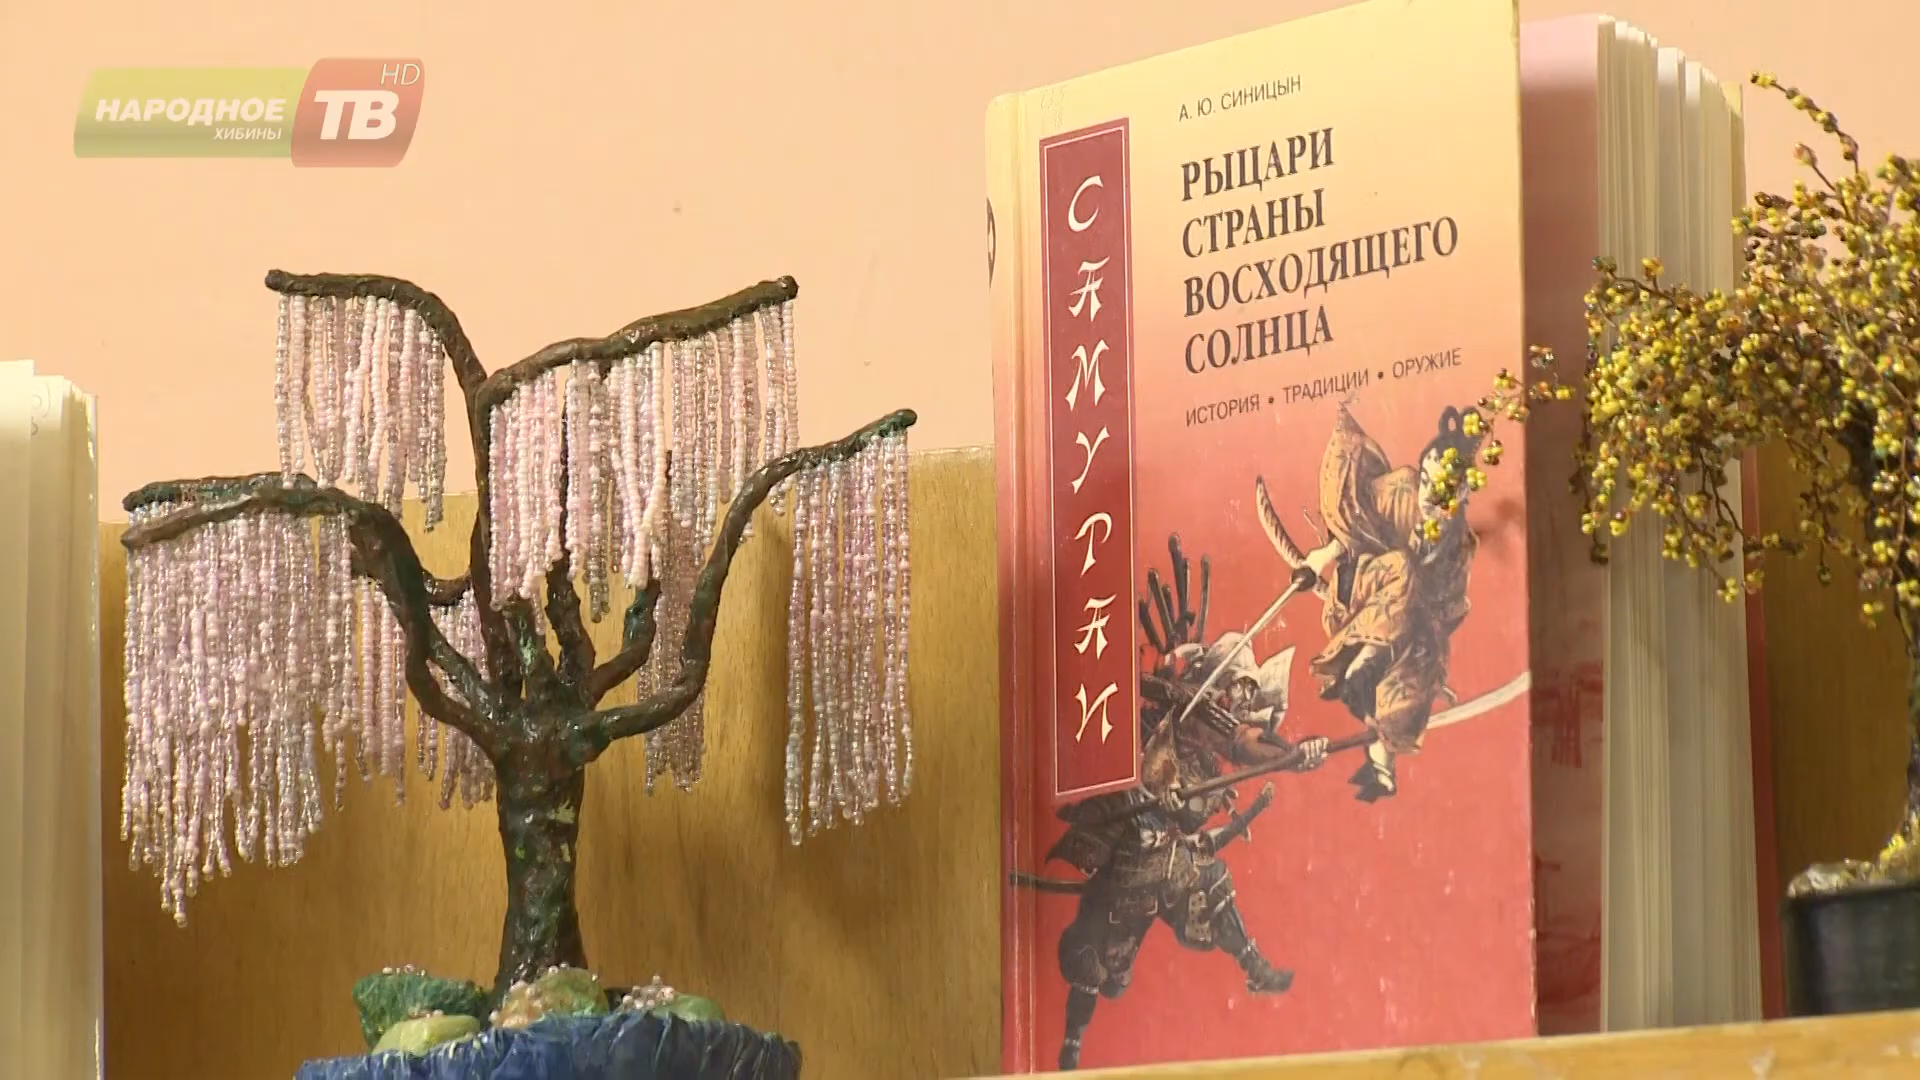 НАРОДНОЕ
ХИБИНЫ
ТВ
HD
А. Ю. СИНИЦЫН
РЫЦАРИ
СТРАНЫ
ВОСХОДЯЩЕГО
СОЛНЦА
ИСТОРИЯ • ТРАДИЦИИ • ОРУЖИЕ
САМУРАИ